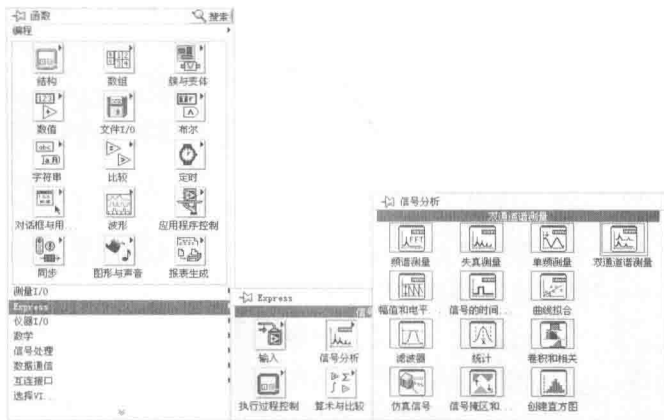 函数
搜索
编程
结构
数组
簇与变体
数值
文件I/O
布尔
字符串
比较
定时
对话框与用...
波形
应用程序控制
同步
图形与声音
报表生成
测量I/O
Express
仪器I/O
数学
信号处理
数据通信
互连接口
选择VI...
Express
输入
信号分析
执行过程控制
算术与比较
信号分析
双通道谱测量
频谱测量
失真测量
单频测量
双通道谱测量
幅值和电平...
信号的时间...
曲线拟合
滤波器
统计
卷积和相关
仿真信号
信号掩区和...
创建直方图